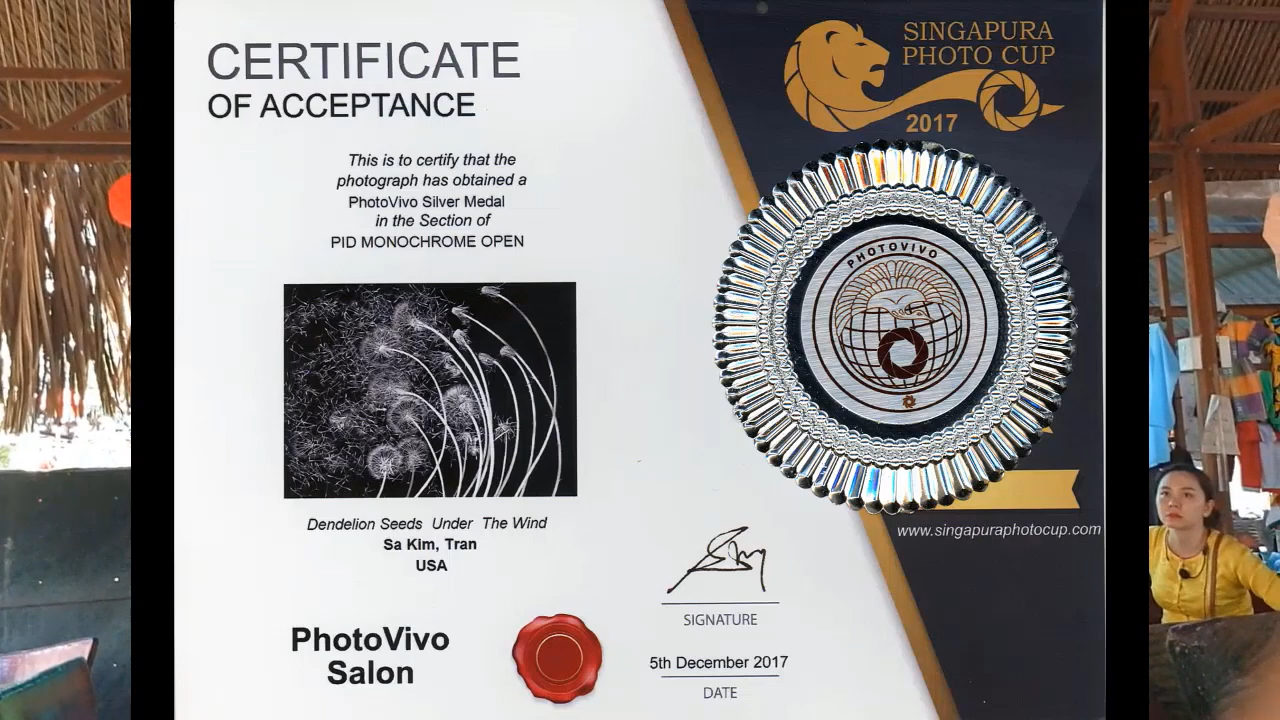 CERTIFICATE
OF ACCEPTANCE
This is to certify that the
photograph has obtained a
PhotoVivo Silver Medal
in the Section of
PID MONOCHROME OPEN
Dendelion Seeds Under The Wind
Sa Kim, Tran
USA
PhotoVivo
Salon
SIGNATURE
5th December 2017
DATE
SINGAPURA
PHOTO CUP
2017
PHOTOVIVO
www.singapuraphotocup.com